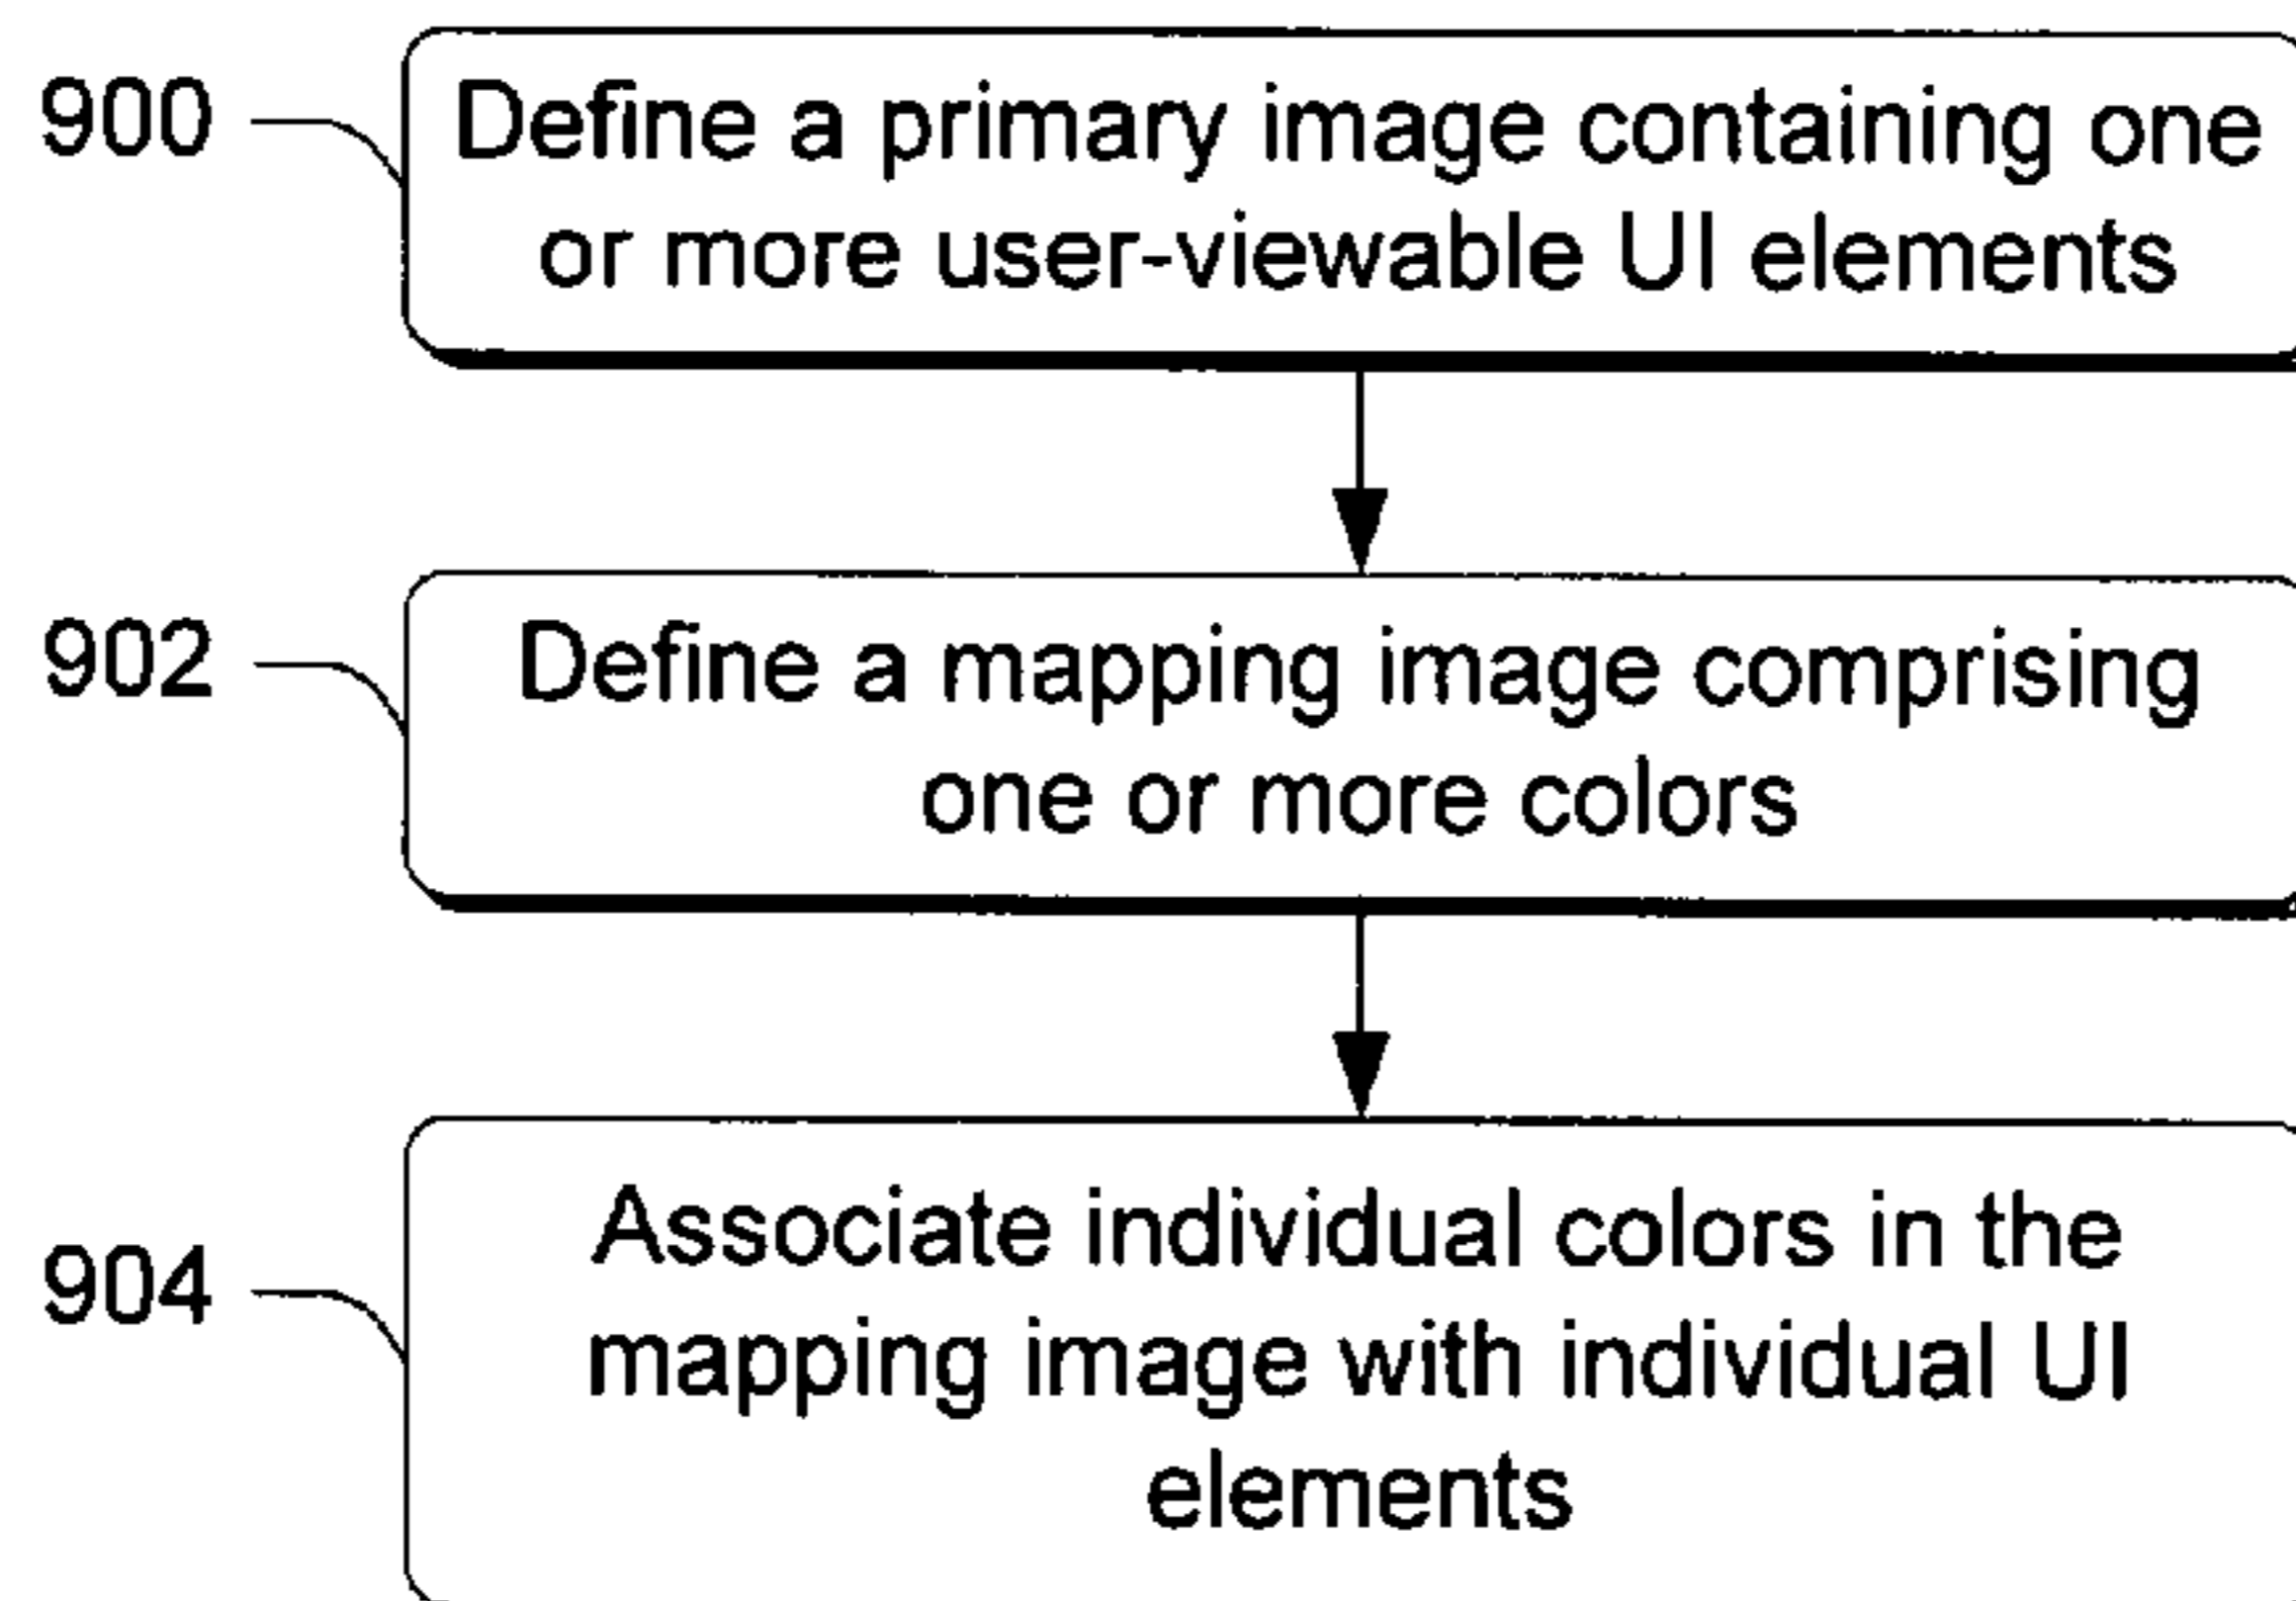 900
Define a primary image containing one
or more user-viewable UI elements
902
Define a mapping image comprising
one or more colors
904
Associate individual colors in the
mapping image with individual UI
elements